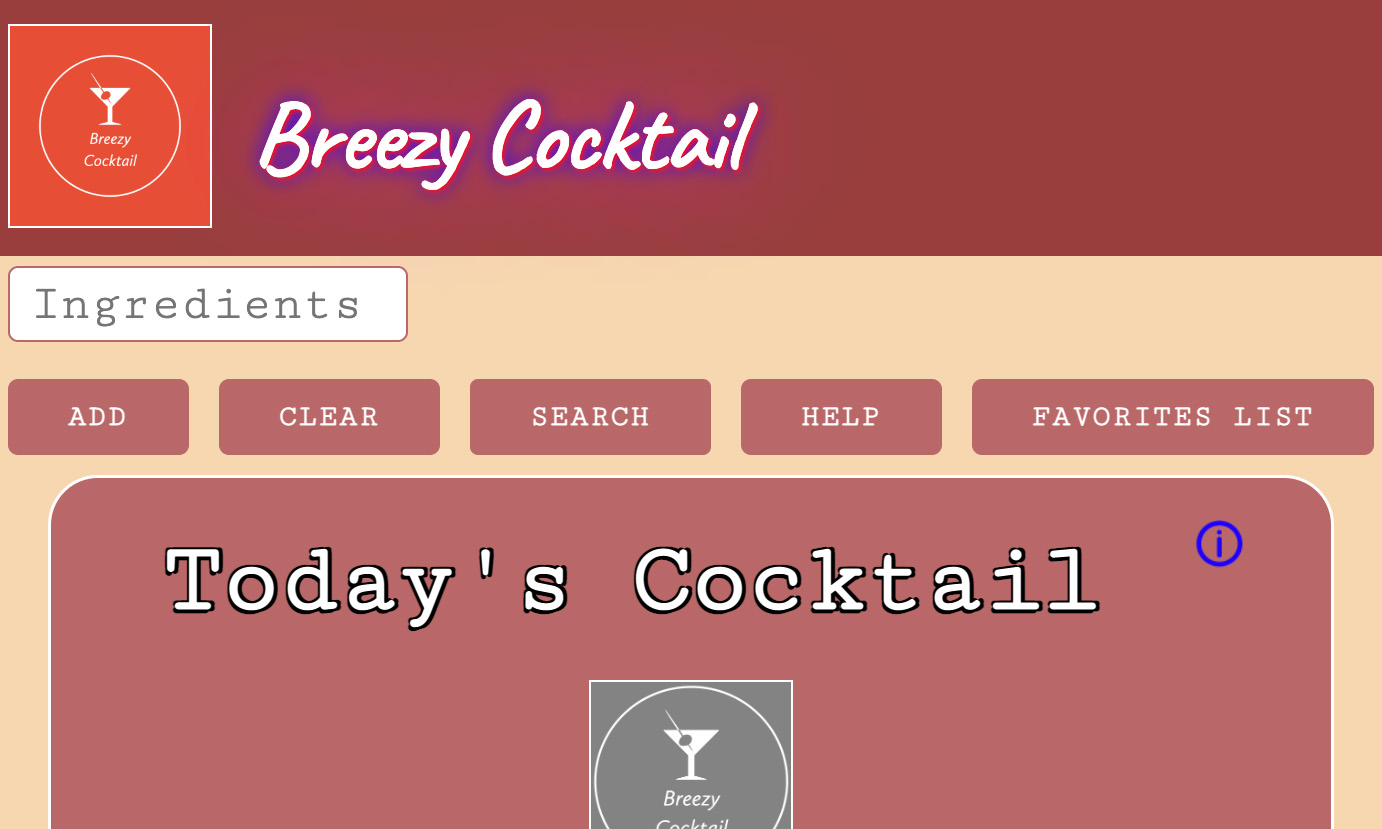 Breezy
Cocktail
Breezy Cocktail
Ingredients
ADD CLEAR SEARCH HELP FAVORITES LIST
Today's Cocktail
Breezy
Cocktail